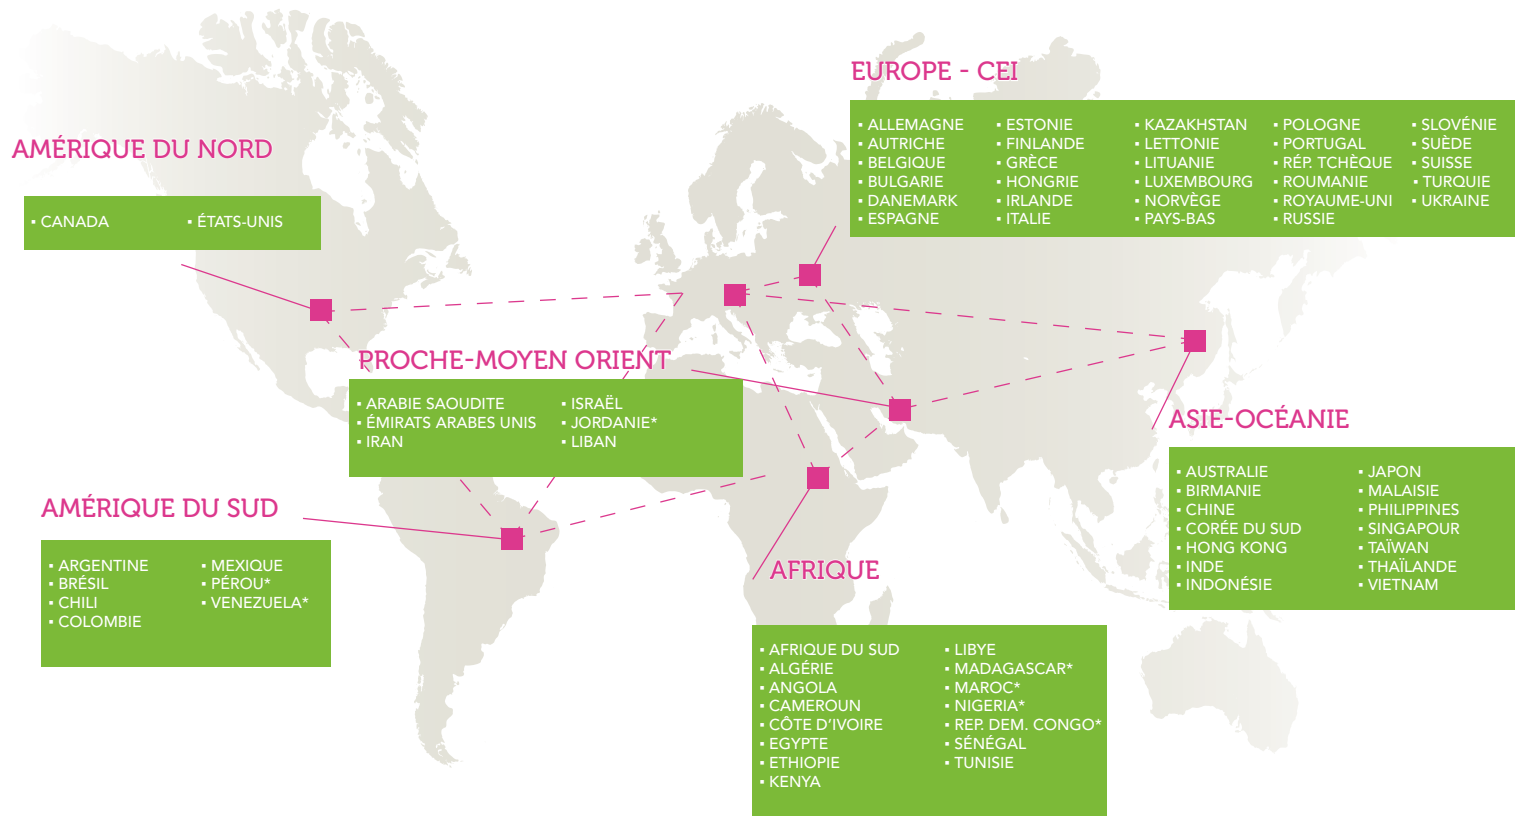 EUROPE - CEI
▪ ALLEMAGNE
▪ AUTRICHE
▪ BELGIQUE
▪ BULGARIE
▪ DANEMARK
▪ ESPAGNE
▪ ESTONIE
▪ FINLANDE
▪ GRÈCE
▪ HONGRIE
▪ IRLANDE
▪ ITALIE
▪ KAZAKHSTAN
▪ LETTONIE
▪ LITUANIE
▪ LUXEMBOURG
▪ NORVÈGE
▪ PAYS-BAS
▪ POLOGNE
▪ PORTUGAL
▪ RÉP. TCHÈQUE
▪ ROUMANIE
▪ ROYAUME-UNI
▪ RUSSIE
▪ SLOVÉNIE
▪ SUÈDE
▪ SUISSE
▪ TURQUIE
▪ UKRAINE
AMÉRIQUE DU NORD
▪ CANADA
▪ ÉTATS-UNIS
PROCHE-MOYEN ORIENT
▪ ARABIE SAOUDITE
▪ ÉMIRATS ARABES UNIS
▪ IRAN
▪ ISRAËL
▪ JORDANIE*
▪ LIBAN
ASIE-OCÉANIE
▪ AUSTRALIE
▪ BIRMANIE
▪ CHINE
▪ CORÉE DU SUD
▪ HONG KONG
▪ INDE
▪ INDONÉSIE
▪ JAPON
▪ MALAISIE
▪ PHILIPPINES
▪ SINGAPOUR
▪ TAÏWAN
▪ THAÏLANDE
▪ VIETNAM
AMÉRIQUE DU SUD
▪ ARGENTINE
▪ BRÉSIL
▪ CHILI
▪ COLOMBIE
▪ MEXIQUE
▪ PÉROU*
▪ VENEZUELA*
AFRIQUE
▪ AFRIQUE DU SUD
▪ ALGÉRIE
▪ ANGOLA
▪ CAMEROUN
▪ CÔTE D'IVOIRE
▪ EGYPTE
▪ ETHIOPIE
▪ KENYA
▪ LIBYE
▪ MADAGASCAR*
▪ MAROC*
▪ NIGERIA*
▪ REP. DEM. CONGO*
▪ SÉNÉGAL
▪ TUNISIE